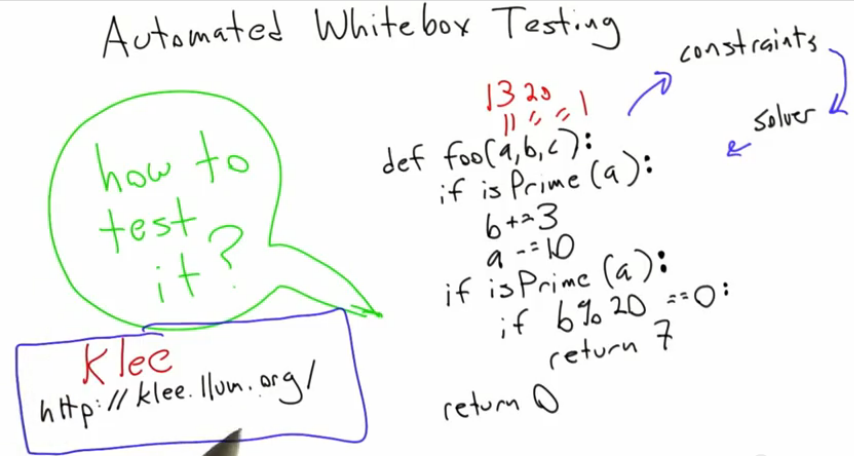 Automated Whitebox Testing
how to
test
it?
Klee
http://klee.llvm.org/
13 20
" = = 1
def foo(a,b,c):
if isPrime(a):
b+=3
a-=10
if isPrime(a):
if b%20 ==0:
return 7
return 0
constraints
solver